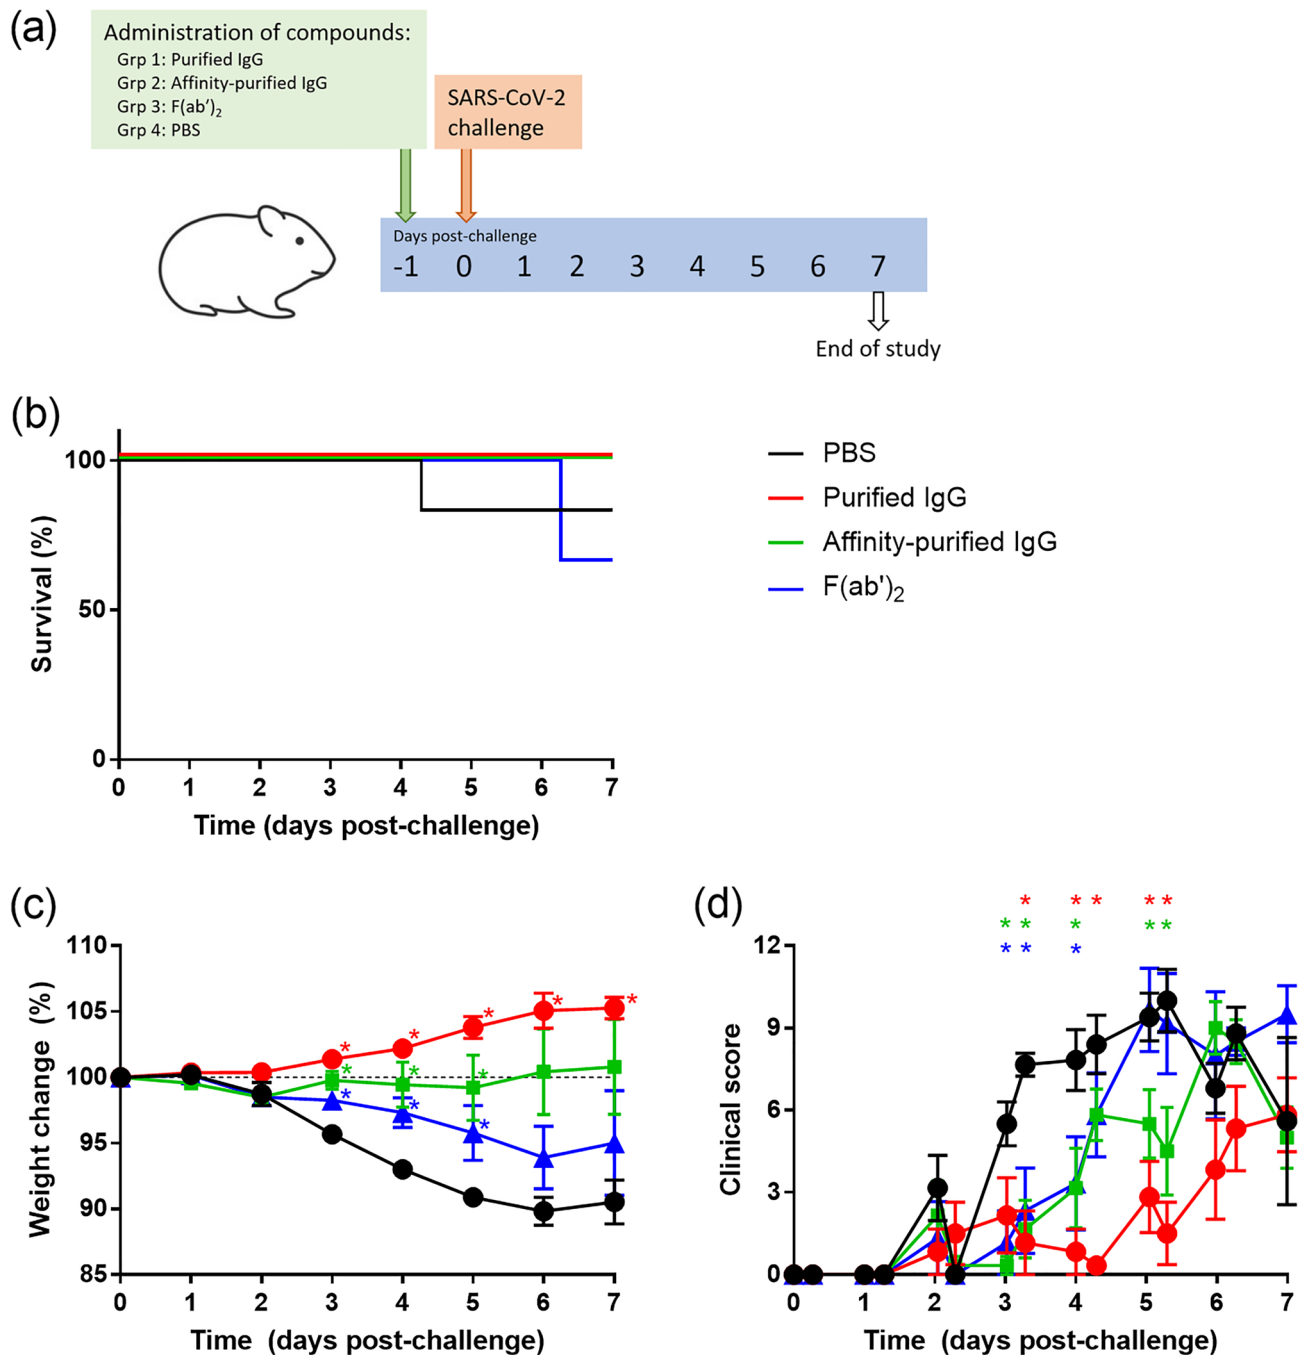 (a)
Administration of compounds:
Grp 1: Purified IgG
Grp 2: Affinity-purified IgG
Grp 3: F(ab′)₂
Grp 4: PBS
SARS-CoV-2
challenge
Days post-challenge
-1 0 1 2 3 4 5 6 7
End of study
(b)
Survival (%)
100
50
0
0 1 2 3 4 5 6 7
Time (days post-challenge)
PBS
Purified IgG
Affinity-purified IgG
F(ab')₂
(c)
Weight change (%)
110
105
100
95
90
85
* * * * *
* * *
* * *
0 1 2 3 4 5 6 7
Time (days post-challenge)
(d)
* * * * *
* * * * *
* * *
Clinical score
12
9
6
3
0
0 1 2 3 4 5 6 7
Time (days post-challenge)